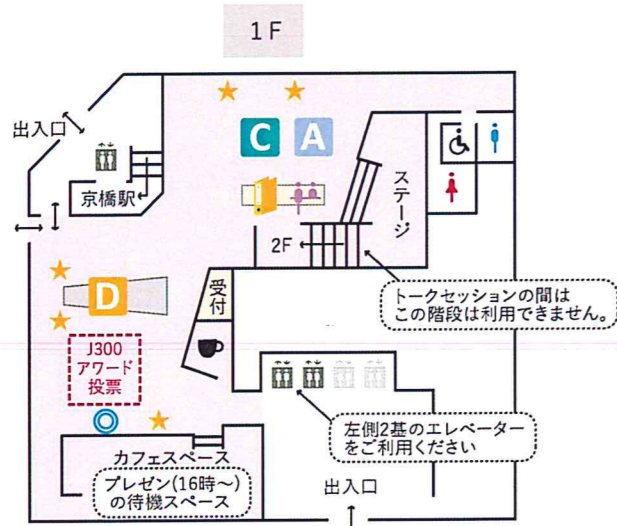 1F
出入口
C
A
京橋駅
ステージ
2F
トークセッションの間は
この階段は利用できません。
D
受付
J300
アワード
投票
左側2基のエレベーター
をご利用ください
カフェスペース
プレゼン(16時~)
の待機スペース
出入口